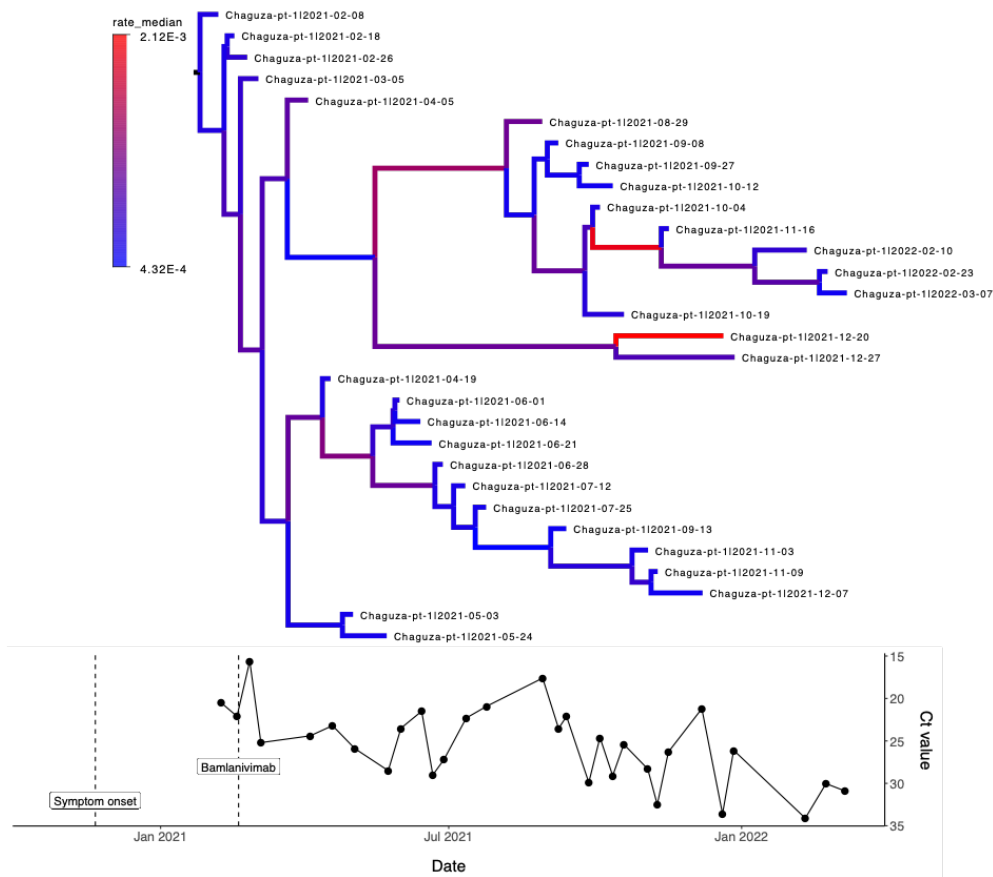 Chaguza-pt-1|2021-02-08
rate_median
2.12E-3
Chaguza-pt-1|2021-02-18
Chaguza-pt-1|2021-02-26
Chaguza-pt-1|2021-03-05
Chaguza-pt-1|2021-04-05
Chaguza-pt-1|2021-08-29
Chaguza-pt-1|2021-09-08
Chaguza-pt-1|2021-09-27
Chaguza-pt-1|2021-10-12
Chaguza-pt-1|2021-10-04
Chaguza-pt-1|2021-11-16
Chaguza-pt-1|2022-02-10
4.32E-4
Chaguza-pt-1|2022-02-23
Chaguza-pt-1|2022-03-07
Chaguza-pt-1|2021-10-19
Chaguza-pt-1|2021-12-20
Chaguza-pt-1|2021-12-27
Chaguza-pt-1|2021-04-19
Chaguza-pt-1|2021-06-01
Chaguza-pt-1|2021-06-14
Chaguza-pt-1|2021-06-21
Chaguza-pt-1|2021-06-28
Chaguza-pt-1|2021-07-12
Chaguza-pt-1|2021-07-25
Chaguza-pt-1|2021-09-13
Chaguza-pt-1|2021-11-03
Chaguza-pt-1|2021-11-09
Chaguza-pt-1|2021-12-07
Chaguza-pt-1|2021-05-03
Chaguza-pt-1|2021-05-24
15
20
25
30
35
Ct value
Bamlanivimab
Symptom onset
Jan 2021
Jul 2021
Jan 2022
Date